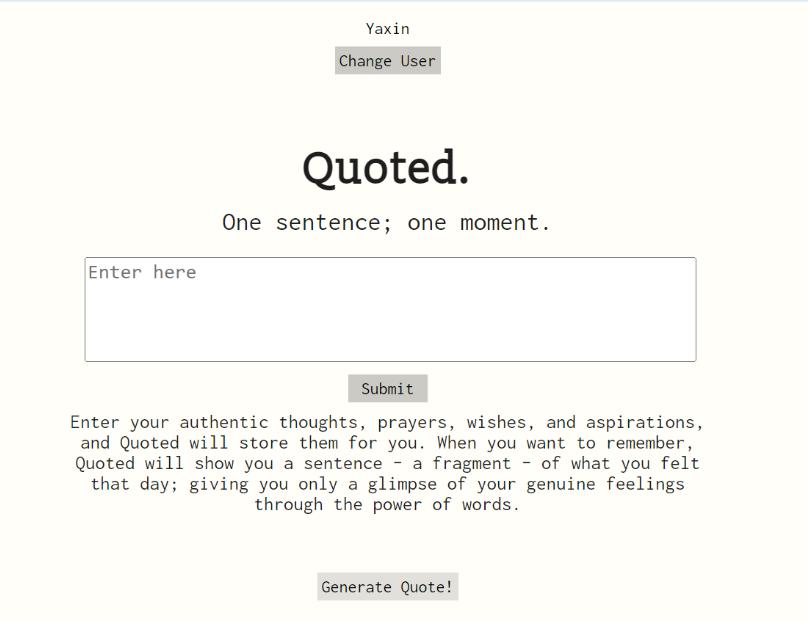 Yaxin
Change User
Quoted.
One sentence; one moment.
Enter here
Submit
Enter your authentic thoughts, prayers, wishes, and aspirations,
and Quoted will store them for you. When you want to remember,
Quoted will show you a sentence - a fragment - of what you felt
that day; giving you only a glimpse of your genuine feelings
through the power of words.
Generate Quote!